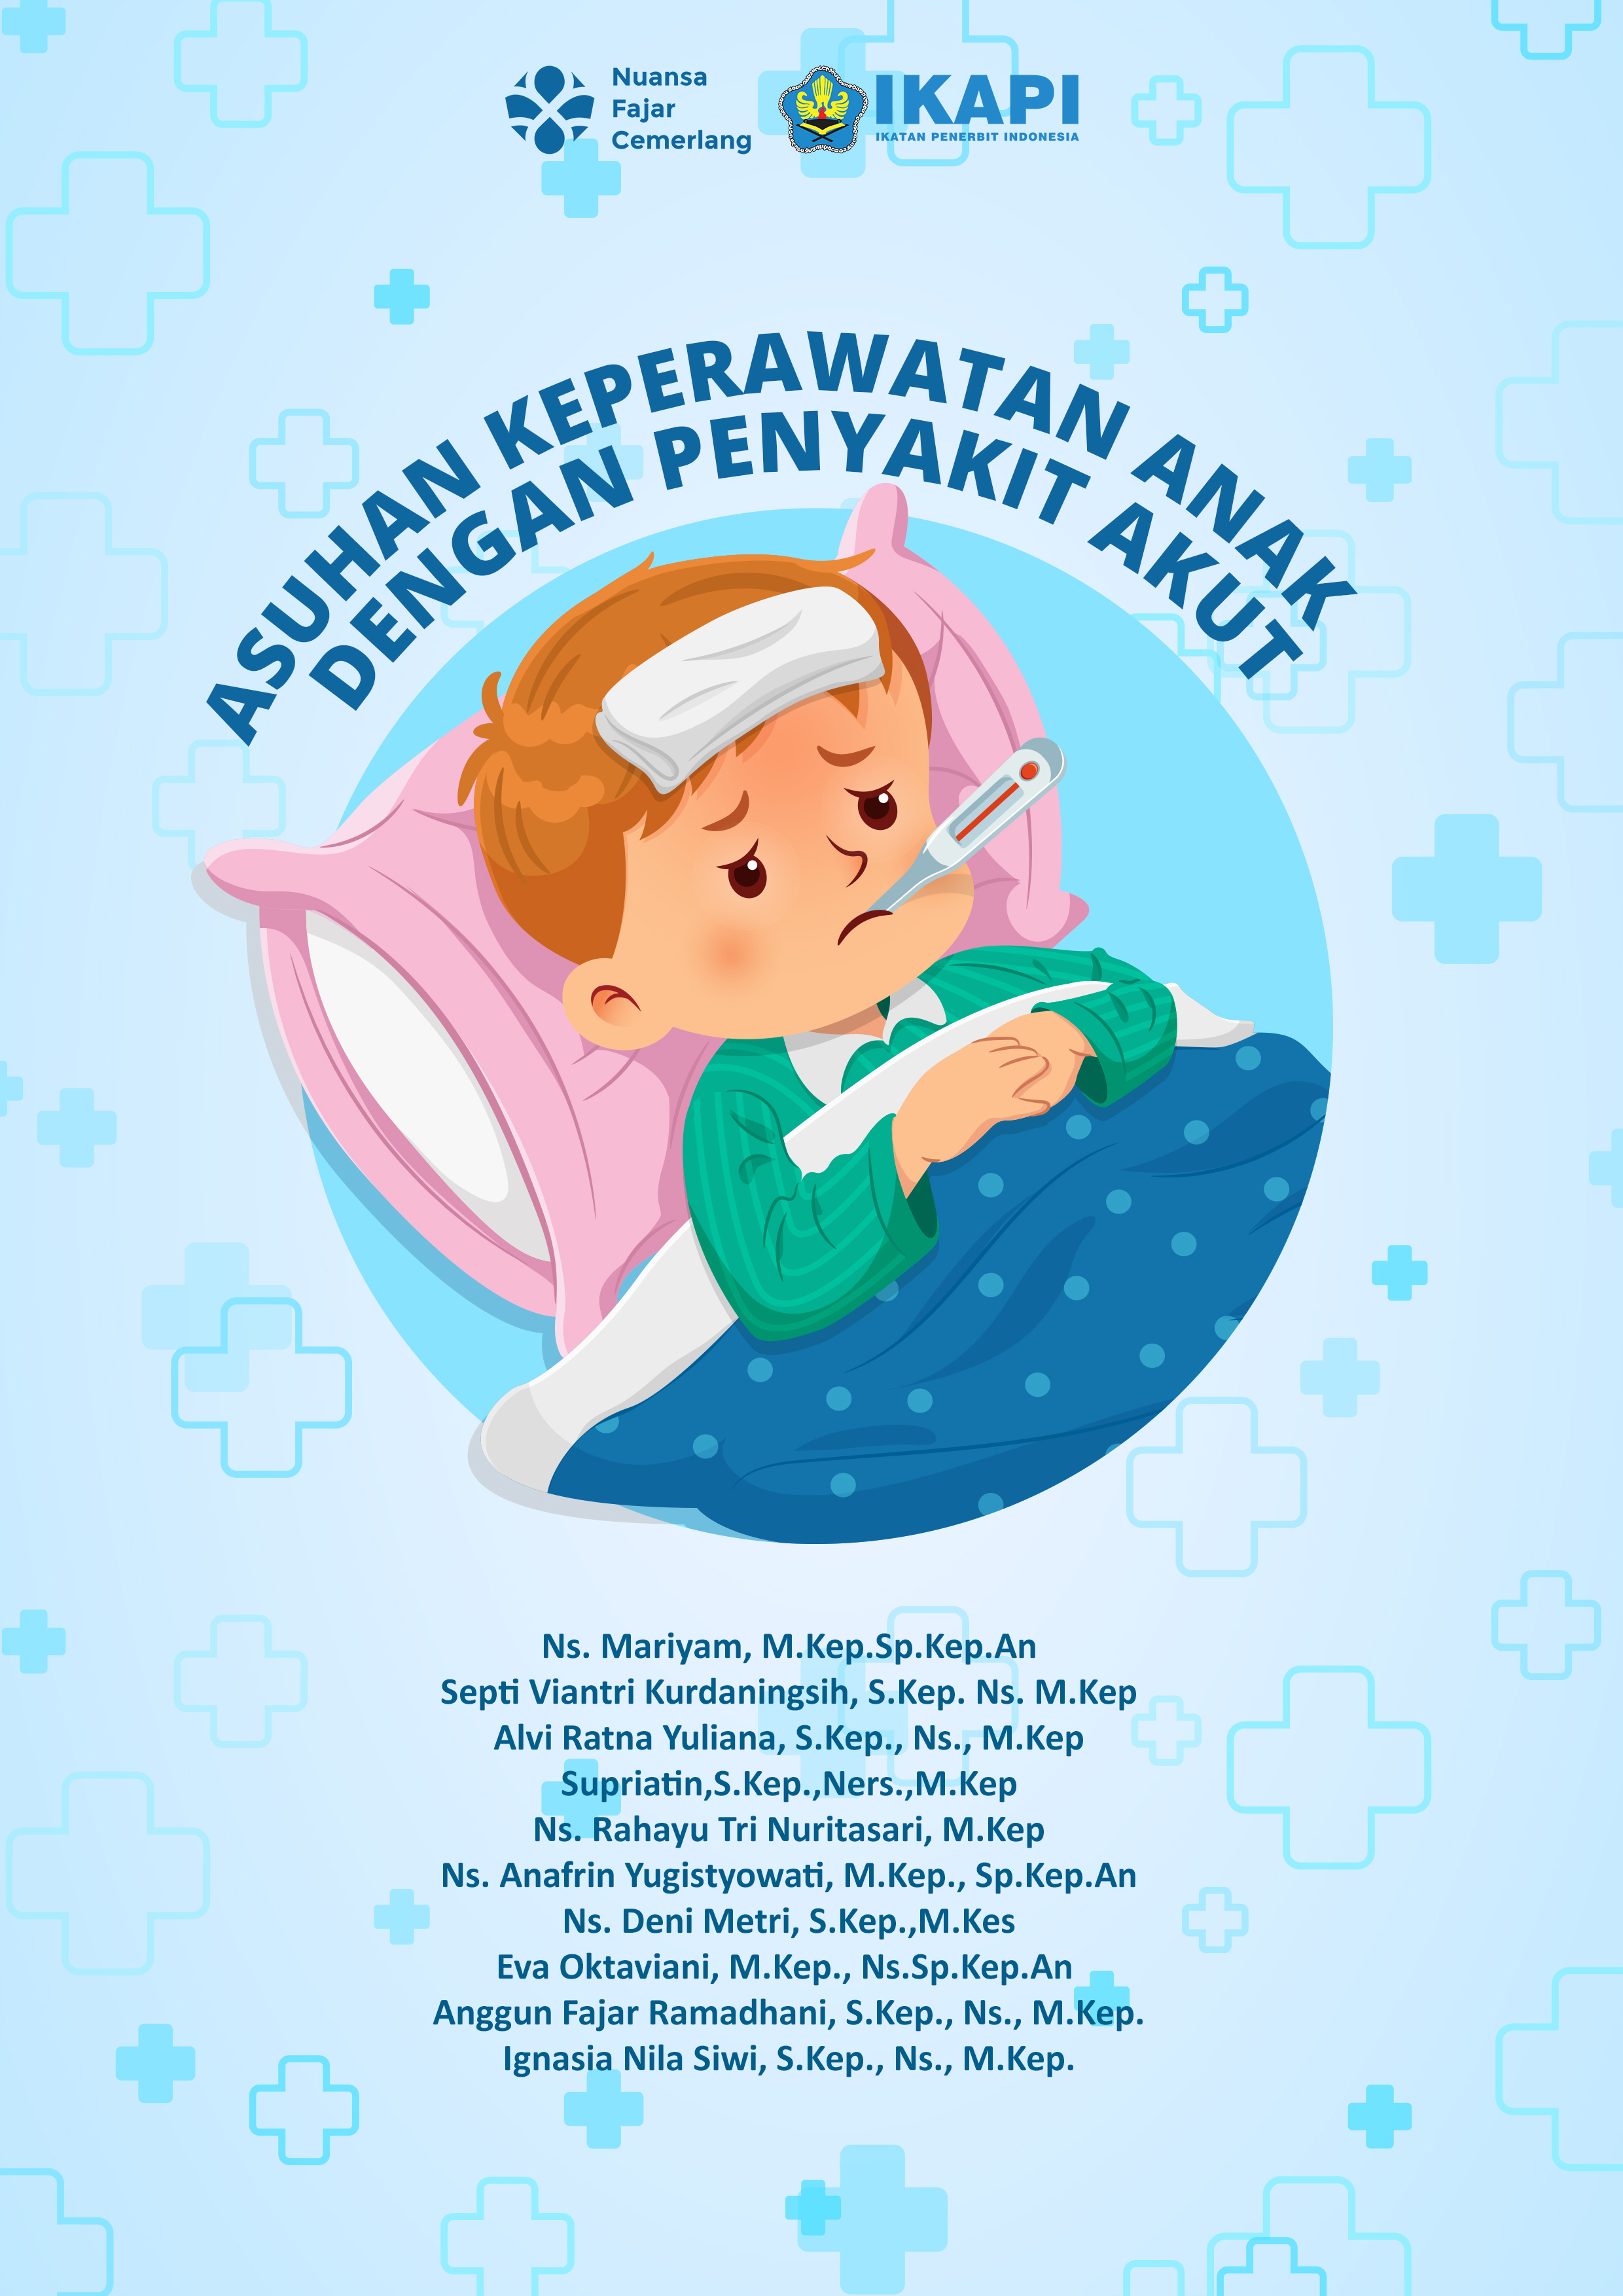 Nuansa
Fajar
Cemerlang
IKAPI
IKATAN PENERBIT INDONESIA
ASUHAN KEPERAWATAN ANAK
DENGAN PENYAKIT AKUT
Ns. Mariyam, M.Kep.Sp.Kep.An
Septi Viantri Kurdaningsih, S.Kep. Ns. M.Kep
Alvi Ratna Yuliana, S.Kep., Ns., M.Kep
Supriatin,S.Kep.,Ners.,M.Kep
Ns. Rahayu Tri Nuritasari, M.Kep
Ns. Anafrin Yugistyowati, M.Kep., Sp.Kep.An
Ns. Deni Metri, S.Kep.,M.Kes
Eva Oktaviani, M.Kep., Ns.Sp.Kep.An
Anggun Fajar Ramadhani, S.Kep., Ns., M.Kep.
Ignasia Nila Siwi, S.Kep., Ns., M.Kep.